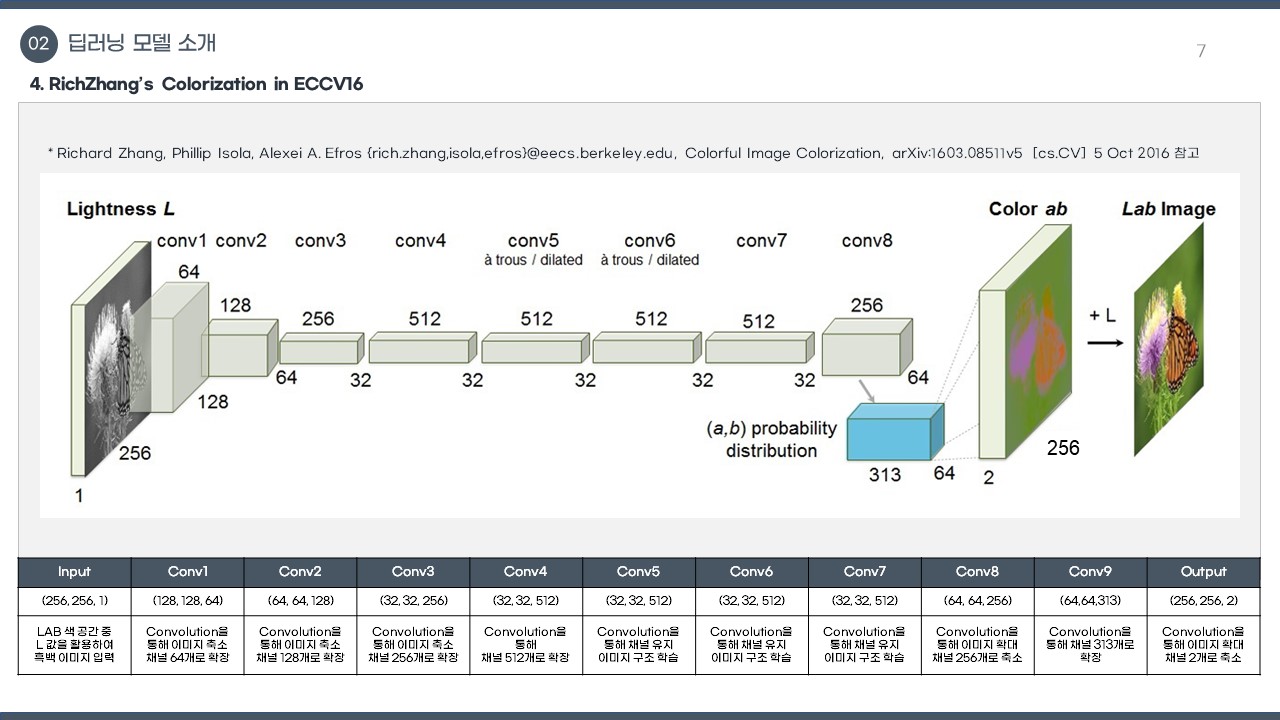 02 딥러닝 모델 소개
7
4. RichZhang's Colorization in ECCV16
* Richard Zhang, Phillip Isola, Alexei A. Efros {rich.zhang,isola,efros}@eecs.berkeley.edu, Colorful Image Colorization, arXiv:1603.08511v5 [cs.CV] 5 Oct 2016 참고
Lightness L
Color ab
Lab Image
conv1 conv2 conv3 conv4 conv5 conv6 conv7 conv8
à trous / dilated à trous / dilated
64
128 256 512 512 512 512 256
+ L
64 32 32 32 32 32 64
128
(a,b) probability
distribution
256
256
313 64 2
1
Input Conv1 Conv2 Conv3 Conv4 Conv5 Conv6 Conv7 Conv8 Conv9 Output
(256, 256, 1) (128, 128, 64) (64, 64, 128) (32, 32, 256) (32, 32, 512) (32, 32, 512) (32, 32, 512) (32, 32, 512) (64, 64, 256) (64,64,313) (256, 256, 2)
LAB 색 공간 중
L 값을 활용하여
흑백 이미지 입력
Convolution을
통해 이미지 축소
채널 64개로 확장
Convolution을
통해 이미지 축소
채널 128개로 확장
Convolution을
통해 이미지 축소
채널 256개로 확장
Convolution을
통해
채널 512개로 확장
Convolution을
통해 채널 유지
이미지 구조 학습
Convolution을
통해 채널 유지
이미지 구조 학습
Convolution을
통해 채널 유지
이미지 구조 학습
Convolution을
통해 이미지 확대
채널 256개로 축소
Convolution을
통해 채널 313개로
확장
Convolution을
통해 이미지 확대
채널 2개로 축소